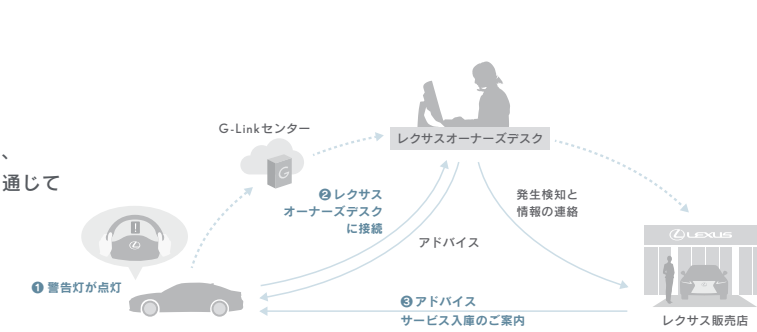 、
通じて
G-Linkセンター
G
レクサスオーナーズデスク
❷レクサス
オーナーズデスク
に接続
発生検知と
情報の連絡
アドバイス
!
LEXUS
❶ 警告灯が点灯
❸アドバイス
サービス入庫のご案内
レクサス販売店